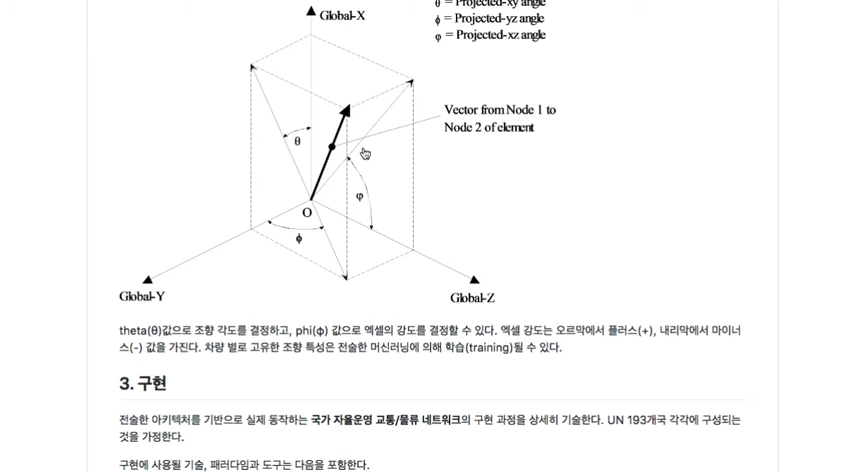 θ = Projected-xy angle
Global-X
ϕ = Projected-yz angle
φ = Projected-xz angle
Vector from Node 1 to
Node 2 of element
θ
φ
O
ϕ
Global-Y
Global-Z
theta(θ)값으로 조향 각도를 결정하고, phi(ϕ) 값으로 엑셀의 강도를 결정할 수 있다. 엑셀 강도는 오르막에서 플러스(+), 내리막에서 마이너
스(-) 값을 가진다. 차량 별로 고유한 조향 특성은 전술한 머신러닝에 의해 학습(training)될 수 있다.
3. 구현
전술한 아키텍처를 기반으로 실제 동작하는 국가 자율운영 교통/물류 네트워크의 구현 과정을 상세히 기술한다. UN 193개국 각각에 구성되는
것을 가정한다.
구현에 사용될 기술, 패러다임과 도구는 다음을 포함한다.